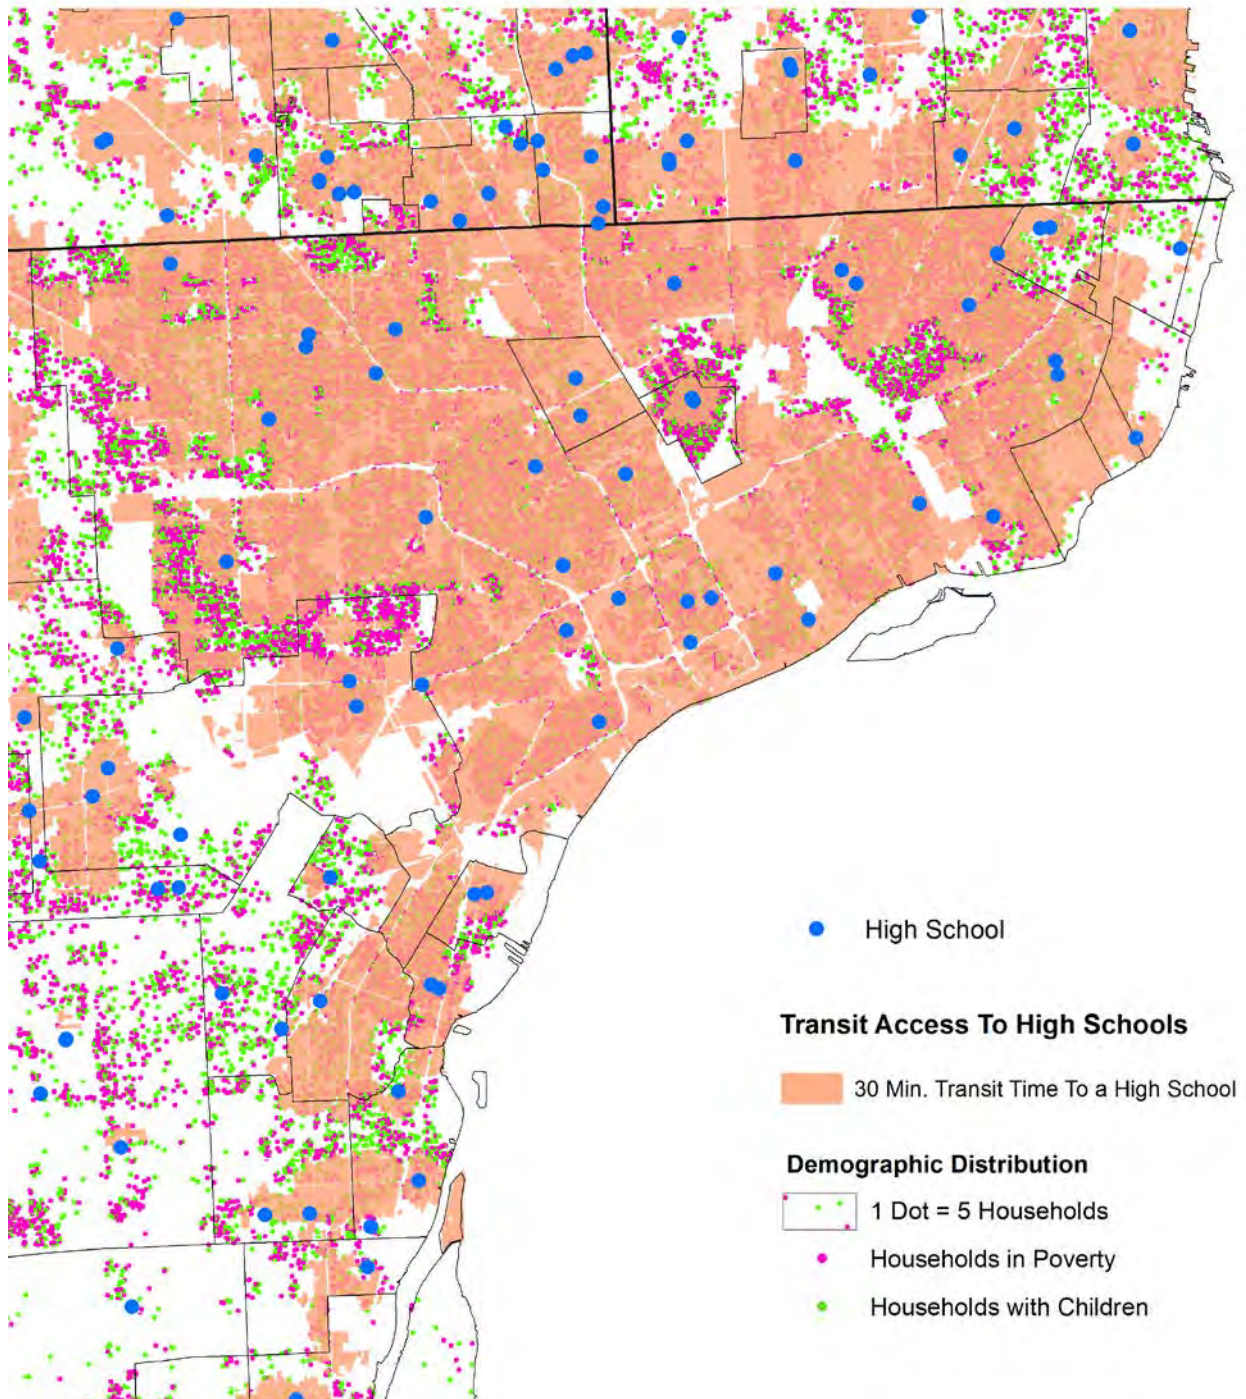 High School
Transit Access To High Schools
30 Min. Transit Time To a High School
Demographic Distribution
1 Dot = 5 Households
Households in Poverty
Households with Children